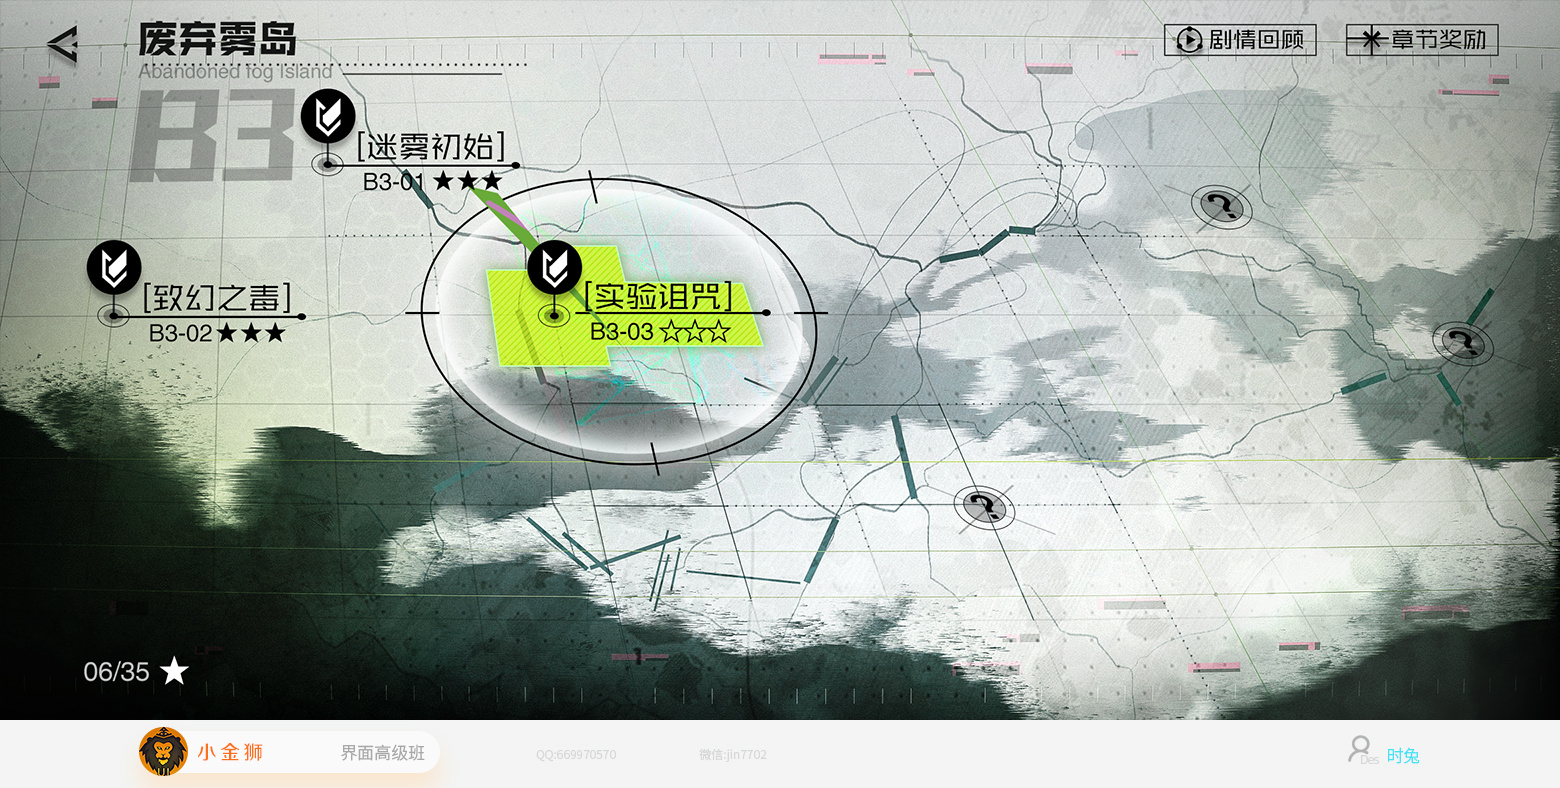 废弃雾岛
Abandoned fog Island
B3
剧情回顾
章节奖励
[迷雾初始]
B3-01 ★★★
[致幻之毒]
B3-02 ★★★
[实验诅咒]
B3-03 ☆☆☆
?
?
?
06/35 ★
小金狮
界面高级班
QQ:669970570
微信:jin7702
Des 时兔